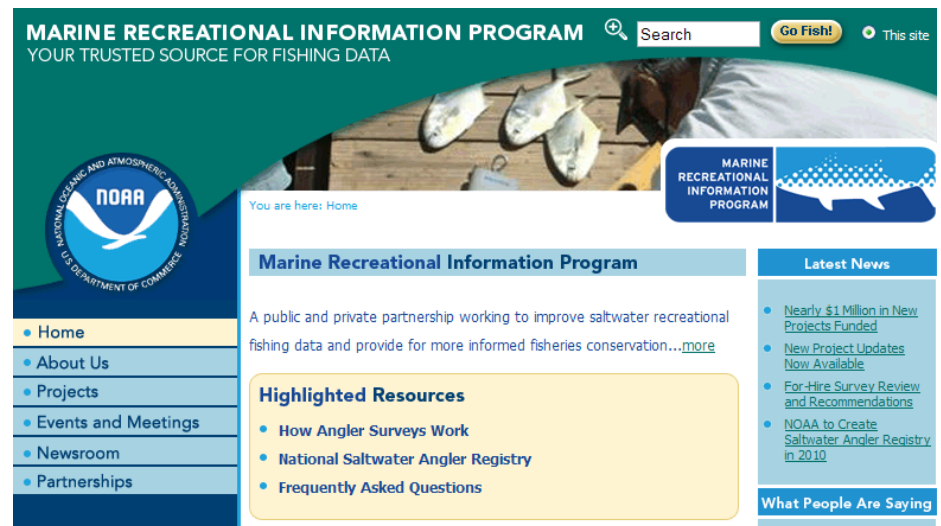 MARINE RECREATIONAL INFORMATION PROGRAM
YOUR TRUSTED SOURCE FOR FISHING DATA
Search
Go Fish!
This site
NATIONAL OCEANIC AND ATMOSPHERIC ADMINISTRATION
NOAA
U.S. DEPARTMENT OF COMMERCE
MARINE
RECREATIONAL
INFORMATION
PROGRAM
You are here: Home
Home
About Us
Projects
Events and Meetings
Newsroom
Partnerships
Marine Recreational Information Program
A public and private partnership working to improve saltwater recreational
fishing data and provide for more informed fisheries conservation...more
Highlighted Resources
How Angler Surveys Work
National Saltwater Angler Registry
Frequently Asked Questions
Latest News
Nearly $1 Million in New
Projects Funded
New Project Updates
Now Available
For-Hire Survey Review
and Recommendations
NOAA to Create
Saltwater Angler Registry
in 2010
What People Are Saying